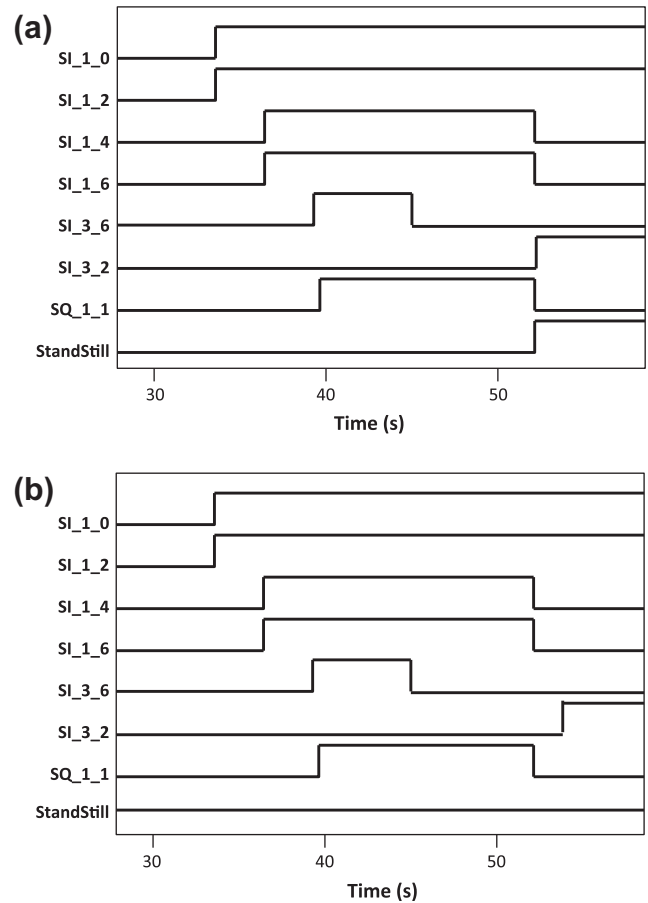 (a)
SI_1_0
SI_1_2
SI_1_4
SI_1_6
SI_3_6
SI_3_2
SQ_1_1
StandStill
30 40 50
Time (s)
(b)
SI_1_0
SI_1_2
SI_1_4
SI_1_6
SI_3_6
SI_3_2
SQ_1_1
StandStill
30 40 50
Time (s)